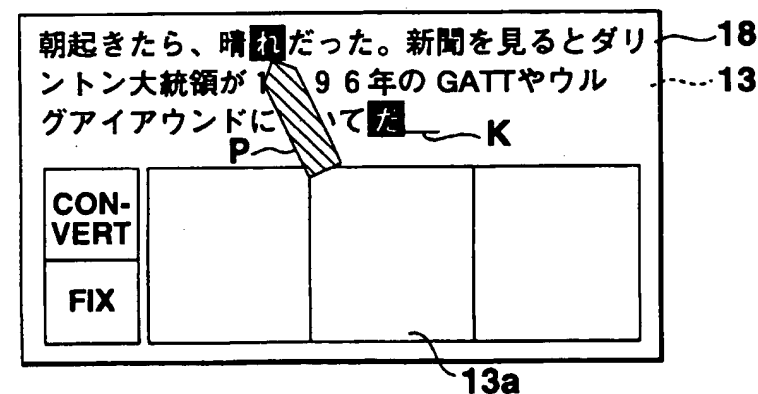 朝起きたら、晴れだった。新聞を見るとダリ
ントン大統領が1 96年の GATTやウル
グアイアウンドに いて だ
18
13
P
K
CON-
VERT
FIX
13a